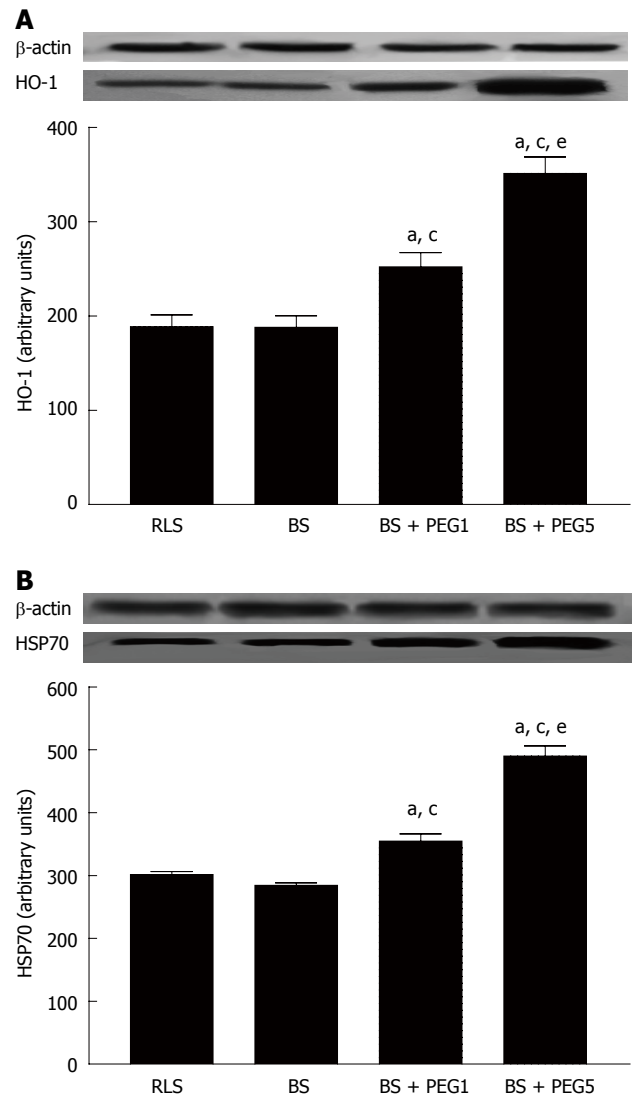 A
β-actin
HO-1
400
a, c, e
300
a, c
200
100
0
HO-1 (arbitrary units)
RLS BS BS + PEG1 BS + PEG5
B
β-actin
HSP70
600
500
a, c, e
400
a, c
300
200
100
0
HSP70 (arbitrary units)
RLS BS BS + PEG1 BS + PEG5